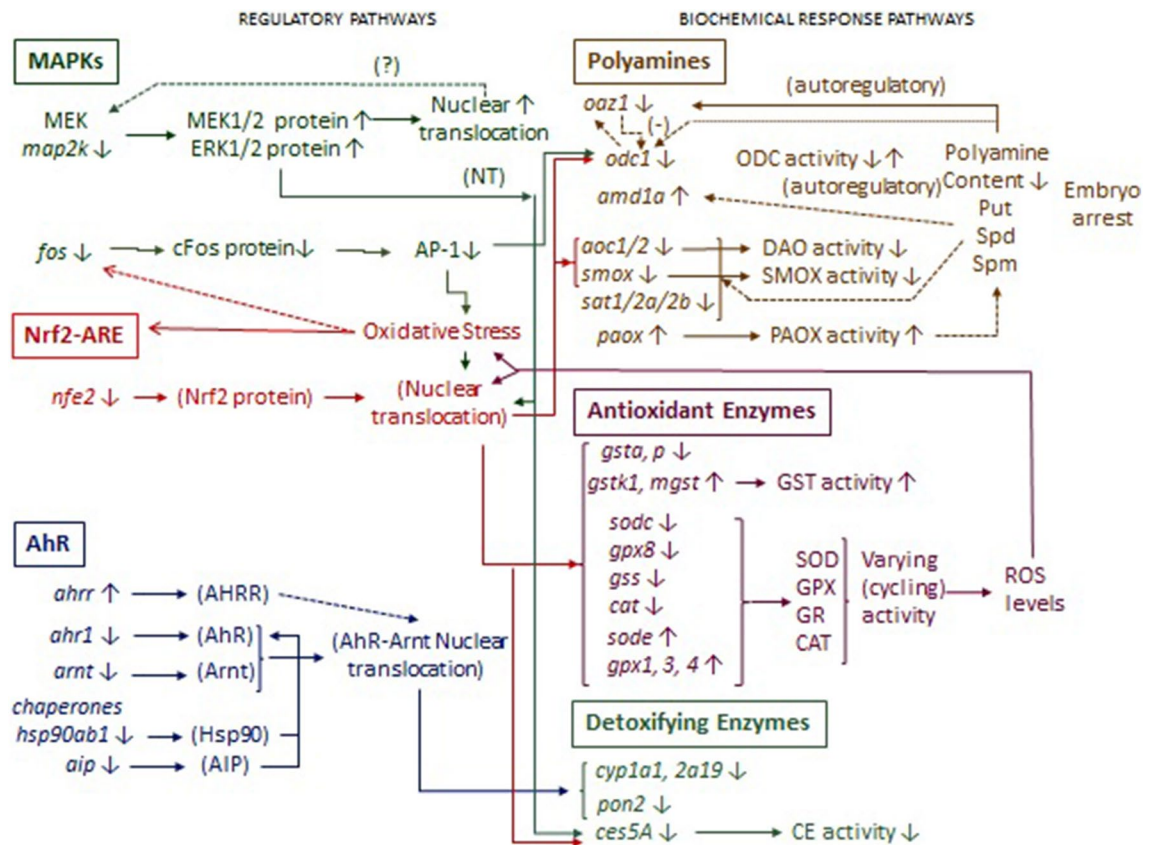 REGULATORY PATHWAYS
BIOCHEMICAL RESPONSE PATHWAYS
MAPKs
(?)
MEK
map2k ↓
MEK1/2 protein ↑
ERK1/2 protein ↑
Nuclear ↑
translocation
(NT)
fos ↓
cFos protein↓
AP-1↓
Nrf2-ARE
Oxidative Stress
nfe2 ↓
(Nrf2 protein)
(Nuclear
translocation)
AhR
ahrr ↑
(AHRR)
ahr1 ↓
(AhR)
arnt ↓
(Arnt)
(AhR-Arnt Nuclear
translocation)
chaperones
hsp90ab1 ↓
(Hsp90)
aip ↓
(AIP)
Polyamines
(autoregulatory)
oaz1 ↓
(-)
odc1 ↓
ODC activity ↓↑
(autoregulatory)
Polyamine
Content ↓
Put
Spd
Spm
Embryo
arrest
amd1a ↑
aoc1/2 ↓
DAO activity ↓
smox ↓
SMOX activity ↓
sat1/2a/2b ↓
paox ↑
PAOX activity ↑
Antioxidant Enzymes
gsta, p ↓
gstk1, mgst ↑
GST activity ↑
sodc ↓
gpx8 ↓
gss ↓
cat ↓
sode ↑
gpx1, 3, 4 ↑
SOD
GPX
GR
CAT
Varying
(cycling)
activity
ROS
levels
Detoxifying Enzymes
cyp1a1, 2a19 ↓
pon2 ↓
ces5A ↓
CE activity ↓